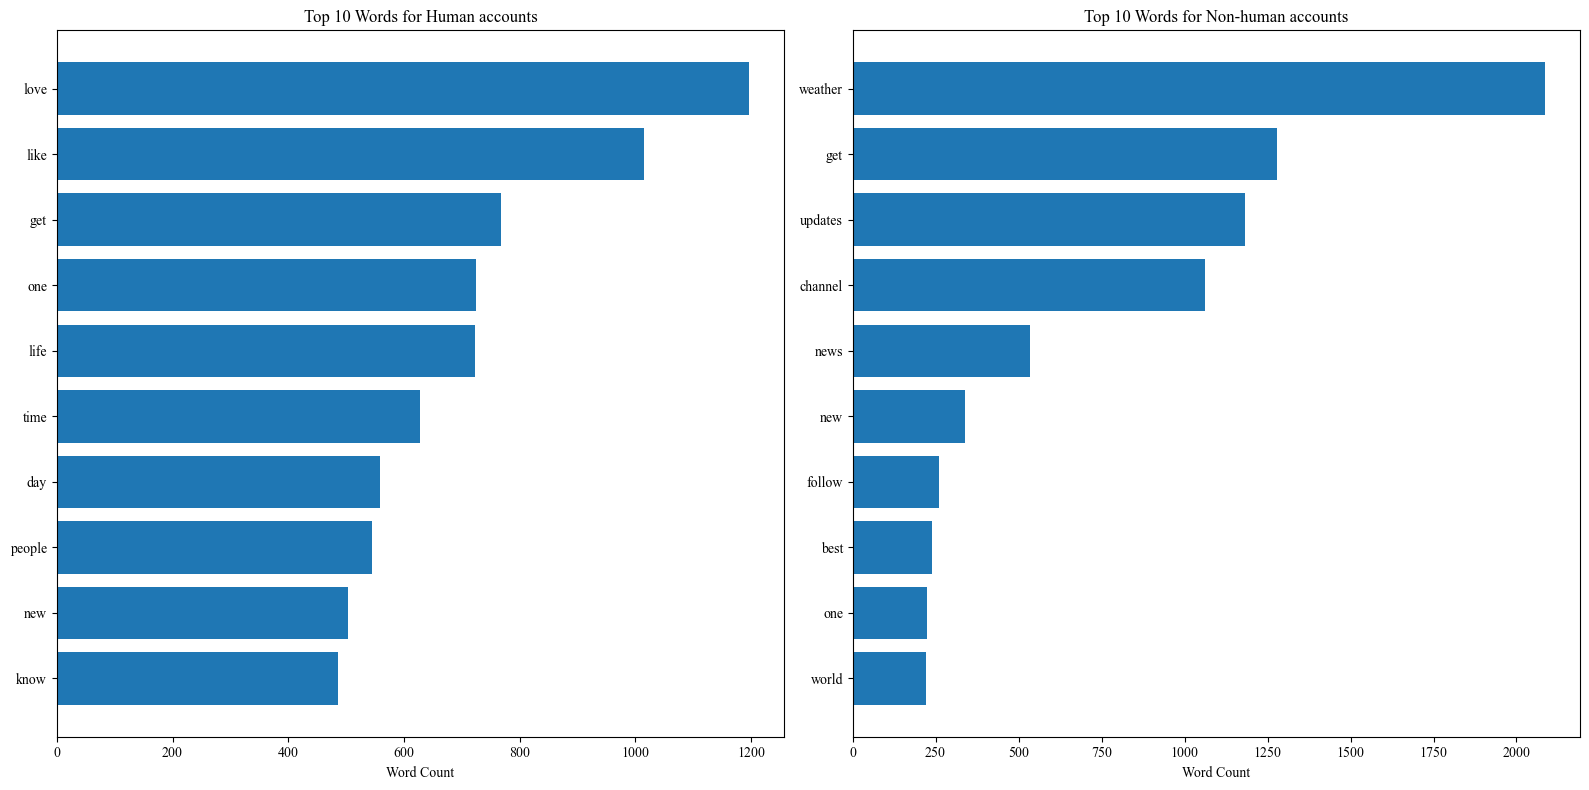 Top 10 Words for Human accounts
love
like
get
one
life
time
day
people
new
know
0 200 400 600 800 1000 1200
Word Count
Top 10 Words for Non-human accounts
weather
get
updates
channel
news
new
follow
best
one
world
0 250 500 750 1000 1250 1500 1750 2000
Word Count